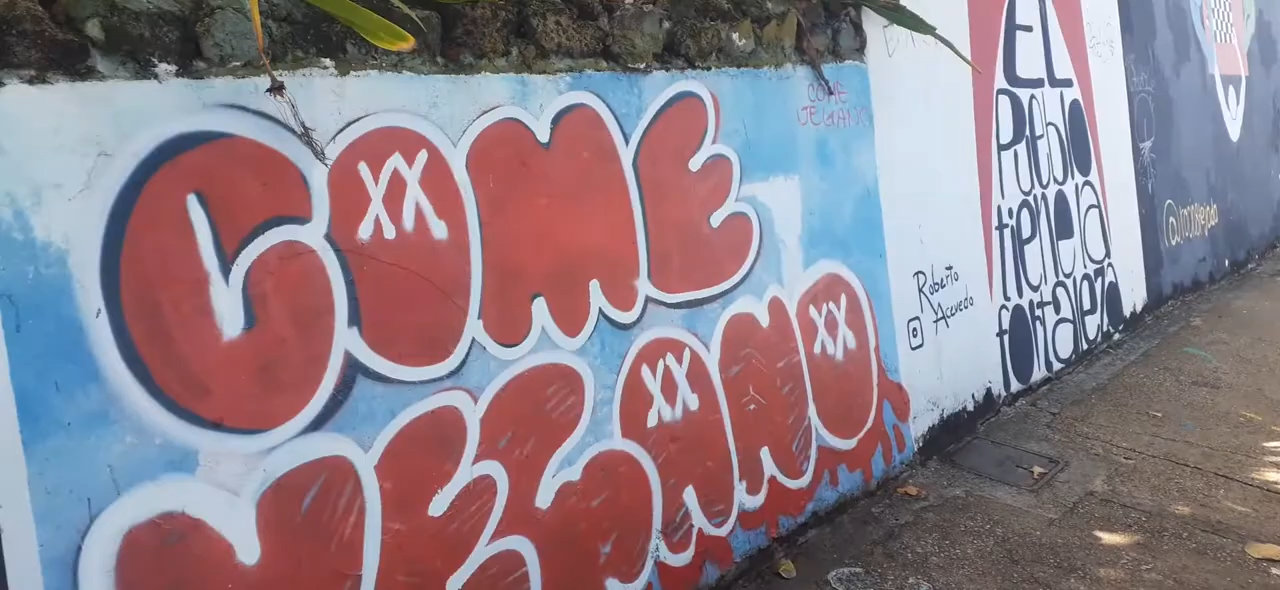 COME
VEGANO
COME
VEGANO
EL
Pueblo
tiene la
fortaleza
Roberto
Acevedo